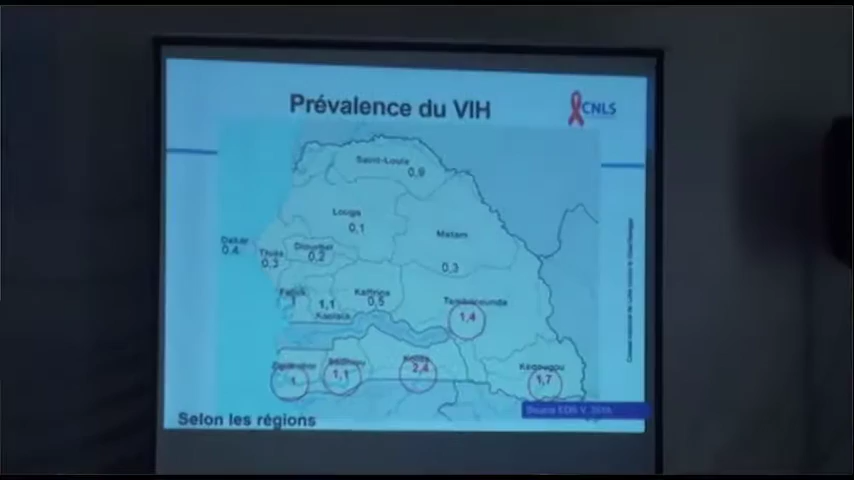 Prévalence du VIH
CNLS
Saint-Louis
0,9
Louga
0,1
Matam
0,3
Dakar
0,4
Thiès
0,3
Diourbel
0,2
Fatick
1
1,1
Kaolack
Kaffrine
0,5
Tambacounda
1,4
Ziguinchor
1
Sédhiou
1,1
Kolda
2,4
Kédougou
1,7
Source EDS V,
Selon les régions